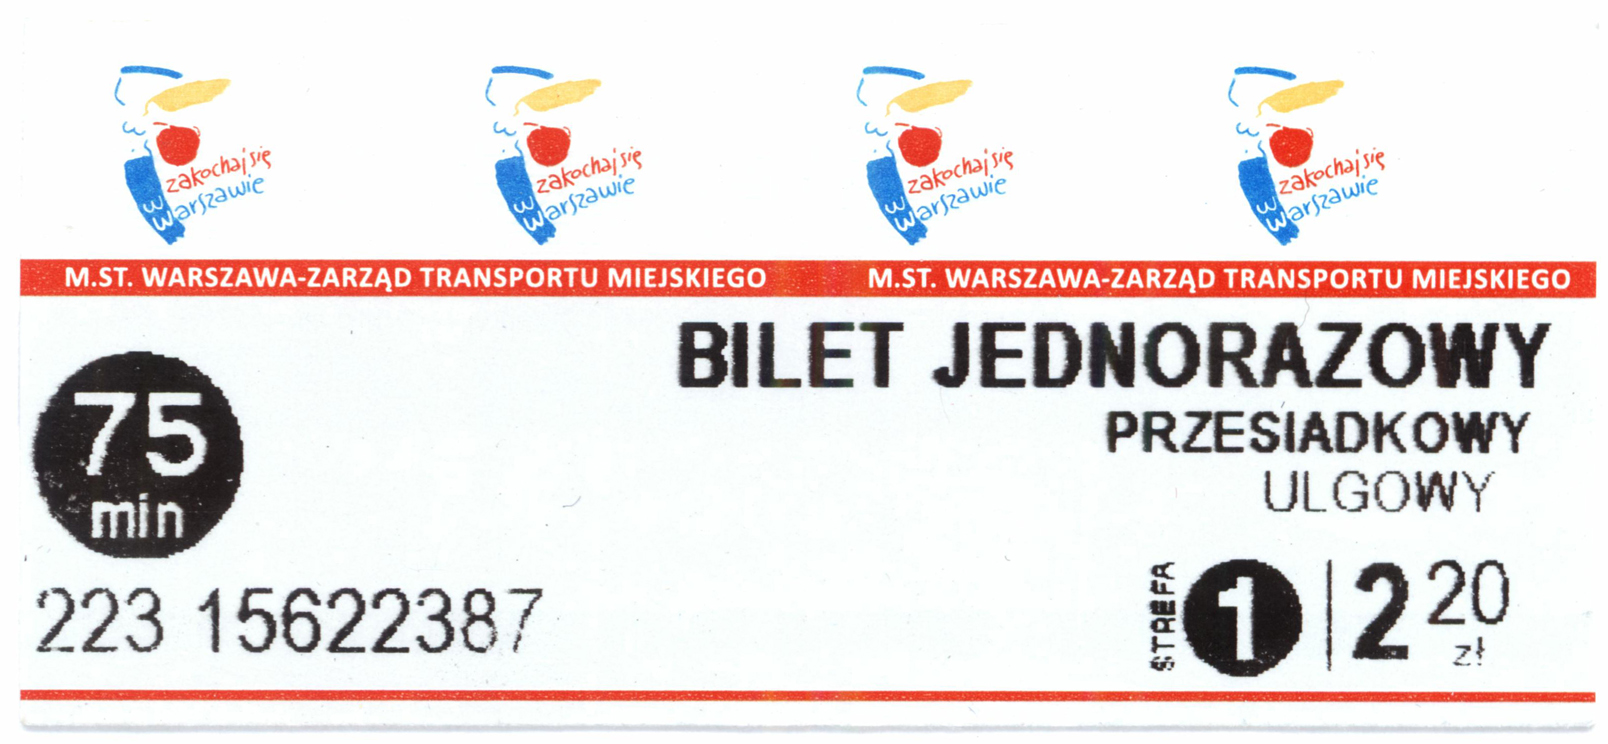 zakochaj się
w Warszawie
zakochaj się
w Warszawie
zakochaj się
w Warszawie
zakochaj się
w Warszawie
M.ST. WARSZAWA-ZARZĄD TRANSPORTU MIEJSKIEGO M.ST. WARSZAWA-ZARZĄD TRANSPORTU MIEJSKIEGO
BILET JEDNORAZOWY
PRZESIADKOWY
ULGOWY
75
min
223 15622387
STREFA 1 2 20
zł